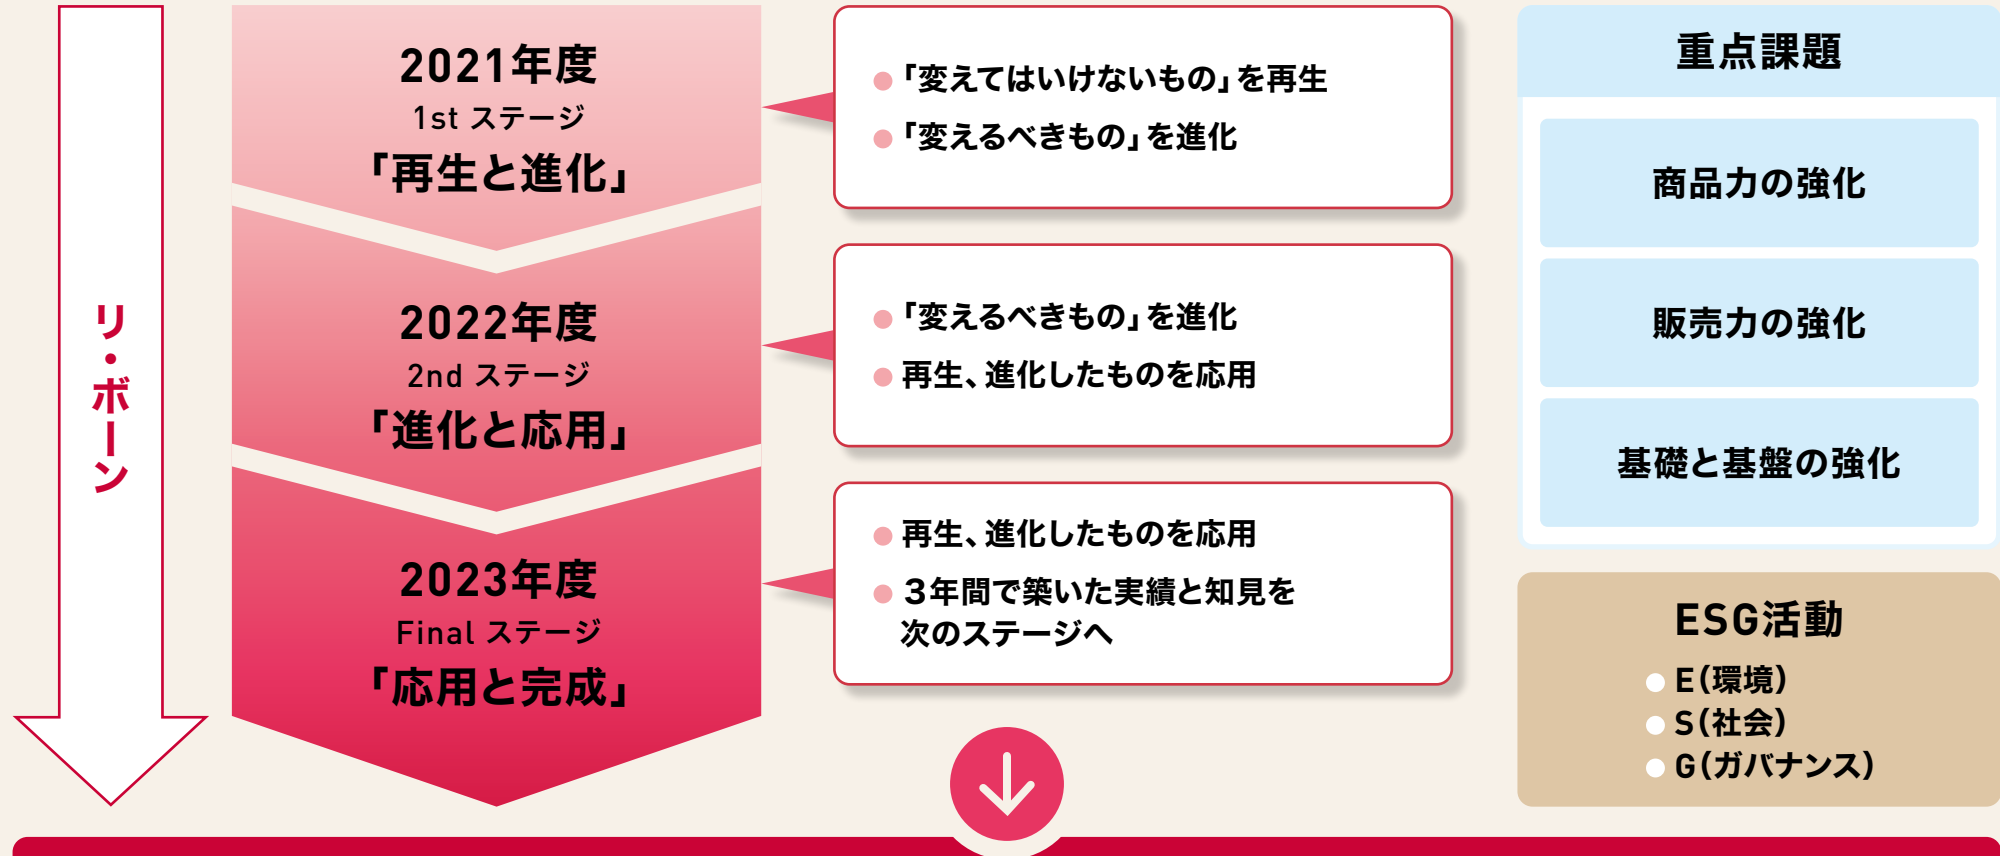 リ・ボーン
2021年度
1st ステージ
「再生と進化」
●「変えてはいけないもの」を再生
●「変えるべきもの」を進化
2022年度
2nd ステージ
「進化と応用」
●「変えるべきもの」を進化
● 再生、進化したものを応用
2023年度
Final ステージ
「応用と完成」
● 再生、進化したものを応用
● 3年間で築いた実績と知見を
次のステージへ
重点課題
商品力の強化
販売力の強化
基礎と基盤の強化
ESG活動
● E(環境)
● S(社会)
● G(ガバナンス)